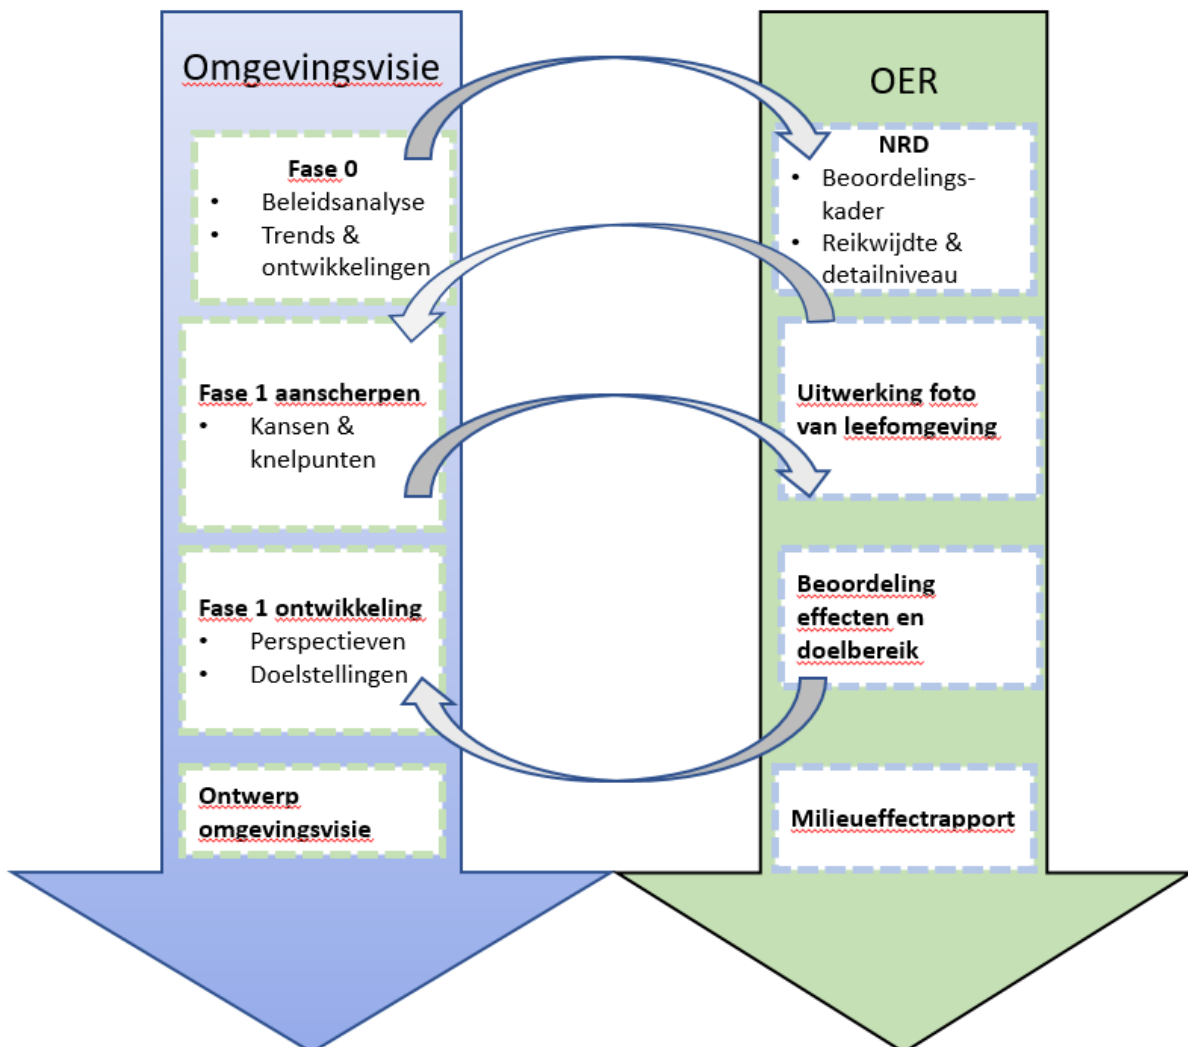 Omgevingsvisie
Fase 0
• Beleidsanalyse
• Trends &
ontwikkelingen
Fase 1 aanscherpen
• Kansen &
knelpunten
Fase 1 ontwikkeling
• Perspectieven
• Doelstellingen
Ontwerp
omgevingsvisie
OER
NRD
• Beoordelings-
kader
• Reikwijdte &
detailniveau
Uitwerking foto
van leefomgeving
Beoordeling
effecten en
doelbereik
Milieueffectrapport